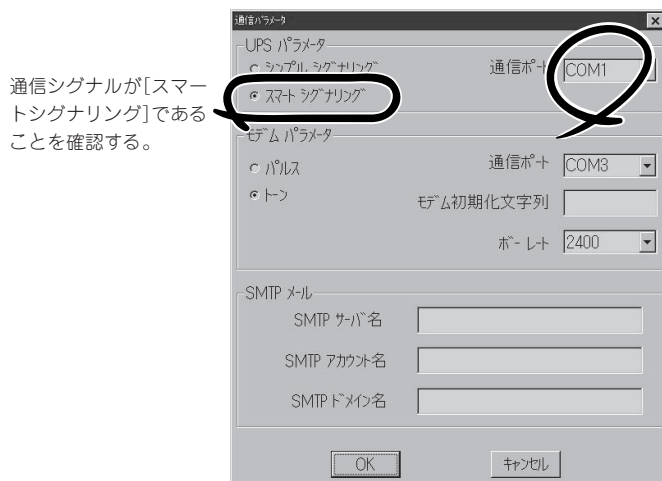 通信ﾊﾟﾗﾒｰﾀ
通信シグナルが[スマー
トシグナリング]である
ことを確認する。
UPS ﾊﾟﾗﾒｰﾀ
ｼﾝﾌﾟﾙ ｼｸﾞﾅﾘﾝｸﾞ
ｽﾏｰﾄ ｼｸﾞﾅﾘﾝｸﾞ
通信ﾎﾟｰﾄ COM1
ﾓﾃﾞﾑ ﾊﾟﾗﾒｰﾀ
ﾊﾟﾙｽ
ﾄｰﾝ
通信ﾎﾟｰﾄ COM3
ﾓﾃﾞﾑ初期化文字列
ﾎﾞｰ ﾚｰﾄ 2400
SMTP ﾒｰﾙ
SMTP ｻｰﾊﾞ名
SMTP ｱｶｳﾝﾄ名
SMTP ﾄﾞﾒｲﾝ名
OK ｷｬﾝｾﾙ